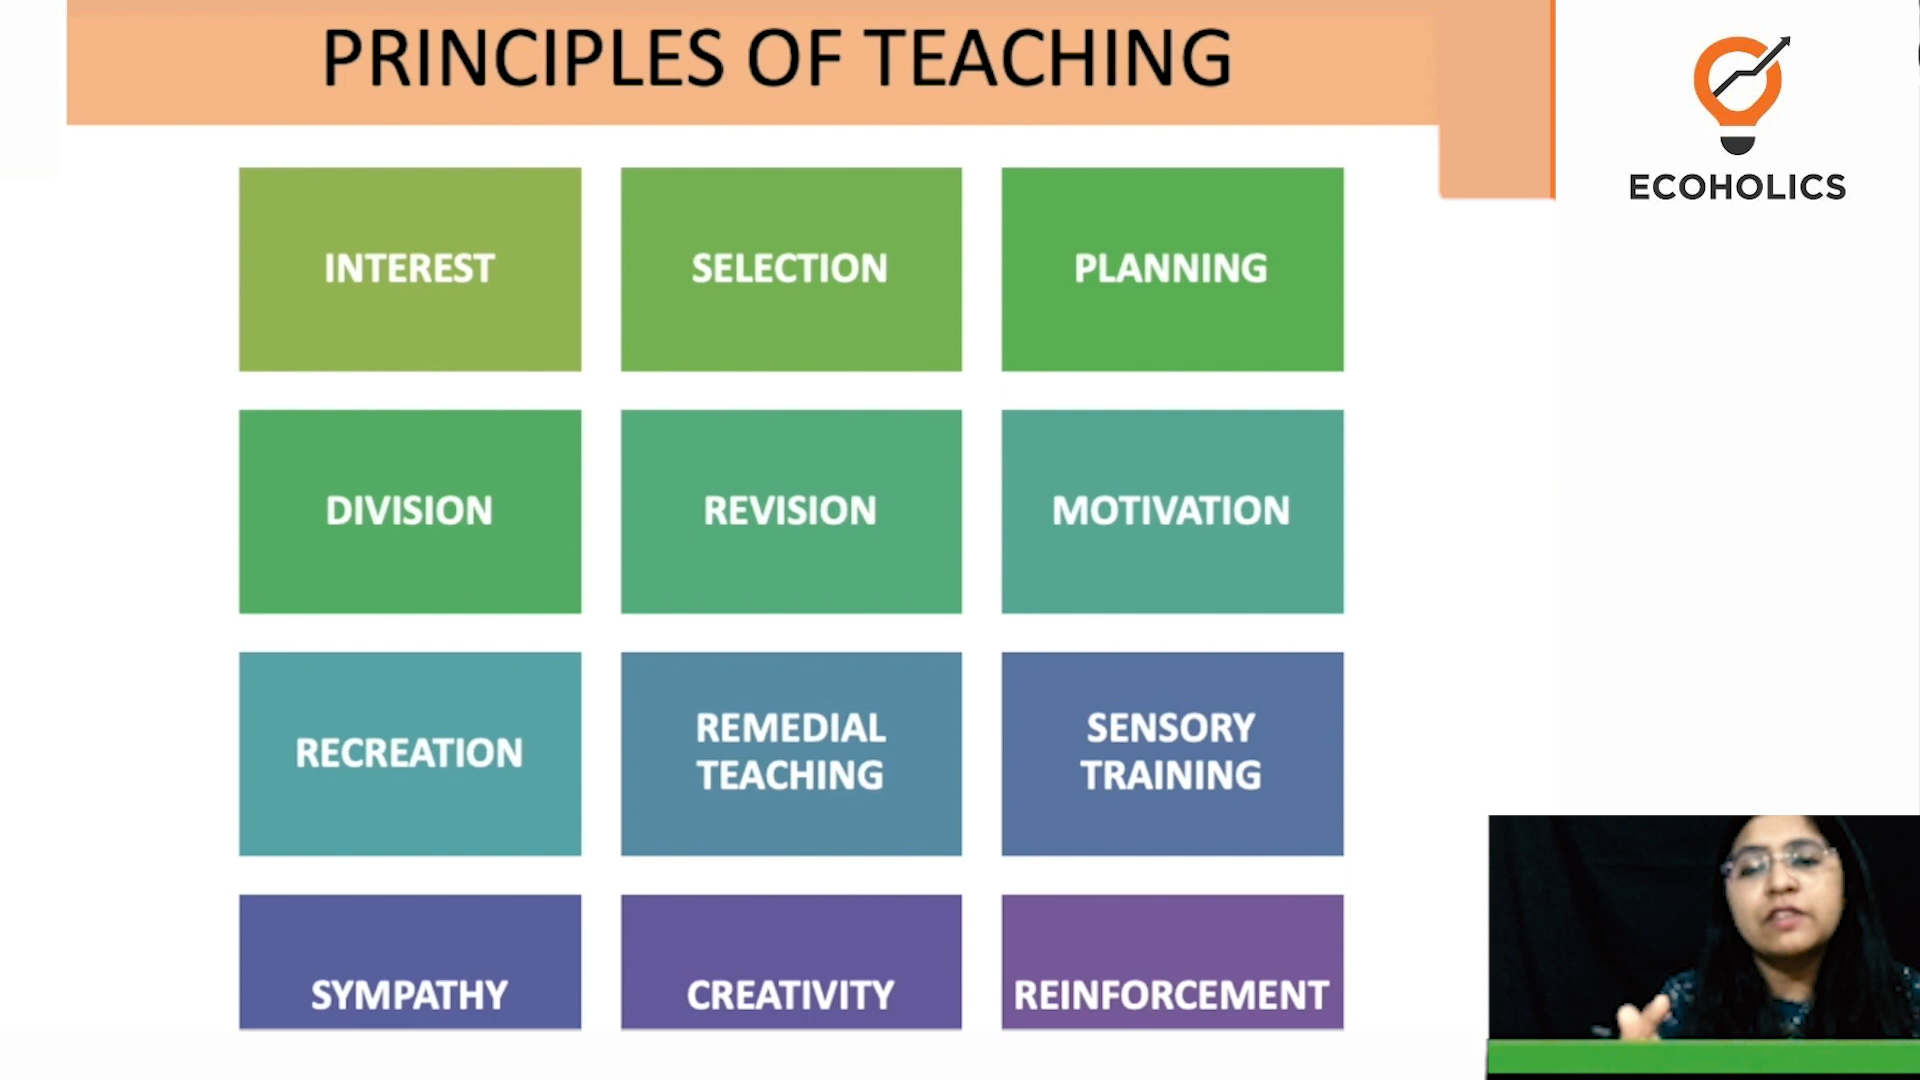 PRINCIPLES OF TEACHING
ECOHOLICS
INTEREST
SELECTION
PLANNING
DIVISION
REVISION
MOTIVATION
RECREATION
REMEDIAL
TEACHING
SENSORY
TRAINING
SYMPATHY
CREATIVITY
REINFORCEMENT